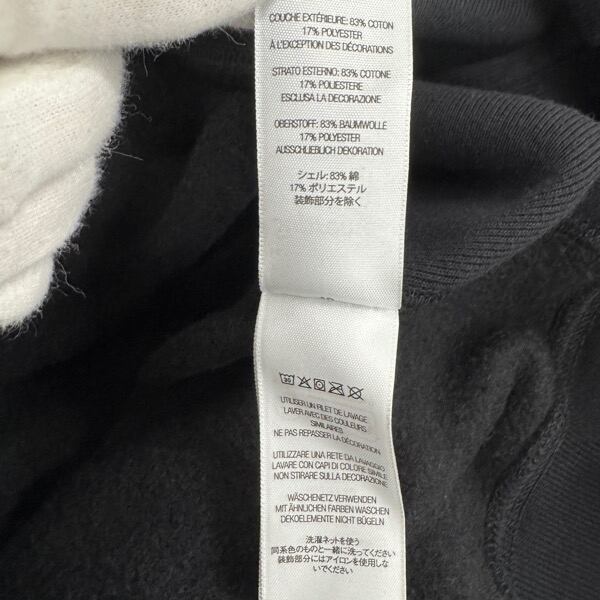 COUCHE EXTÉRIEURE: 83% COTON
17% POLYESTER
À L'EXCEPTION DES DÉCORATIONS
STRATO ESTERNO: 83% COTONE
17% POLIESTERE
ESCLUSA LA DECORAZIONE
OBERSTOFF: 83% BAUMWOLLE
17% POLYESTER
AUSSCHLIEßLICH DEKORATION
シェル: 83% 綿
17% ポリエステル
装飾部分を除く
30
UTILISER UN FILET DE LAVAGE
LAVER AVEC DES COULEURS
SIMILAIRES
NE PAS REPASSER LA DÉCORATION
UTILIZZARE UNA RETE DA LAVAGGIO
LAVARE CON CAPI DI COLORE SIMILE
NON STIRARE SULLA DECORAZIONE
WÄSCHENETZ VERWENDEN
MIT ÄHNLICHEN FARBEN WASCHEN
DEKOELEMENTE NICHT BÜGELN
洗濯ネットを使う
同系色のものと一緒に洗ってください
装飾部分にはアイロンを使用しな
いでください